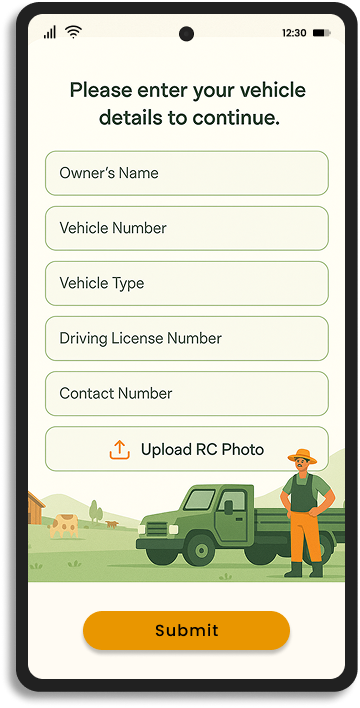 12:30
Please enter your vehicle
details to continue.
Owner's Name
Vehicle Number
Vehicle Type
Driving License Number
Contact Number
Upload RC Photo
Submit